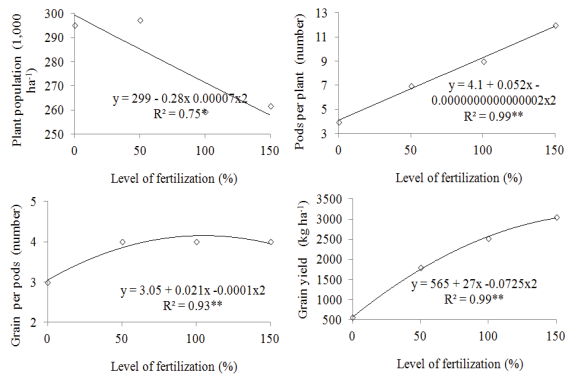 Plant population (1,000
ha-1)
300
290
280
270
260
250
y = 299 - 0.28x 0.00007x2
R² = 0.75*
0
50
100
150
Level of fertilization (%)
Pods per plant (number)
13
11
9
7
5
3
y = 4.1 + 0.052x -
0.0000000000000002x2
R² = 0.99**
0
50
100
150
Level of fertilization (%)
Grain per pods (number)
5
4
3
2
y = 3.05 + 0.021x -0.0001x2
R² = 0.93**
0
50
100
150
Level of fertilization (%)
Grain yield (kg ha-1)
3500
3000
2500
2000
1500
1000
500
y = 565 + 27x -0.0725x2
R² = 0.99**
0
50
100
150
Level of fertilization (%)